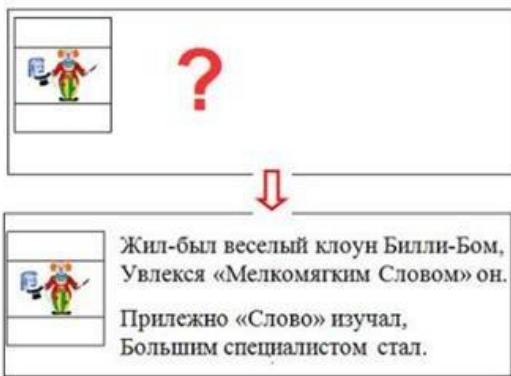 ?
Жил-был веселый клоун Билли-Бом,
Увлекся «Мелкомягким Словом» он.
Прилежно «Слово» изучал,
Большим специалистом стал.